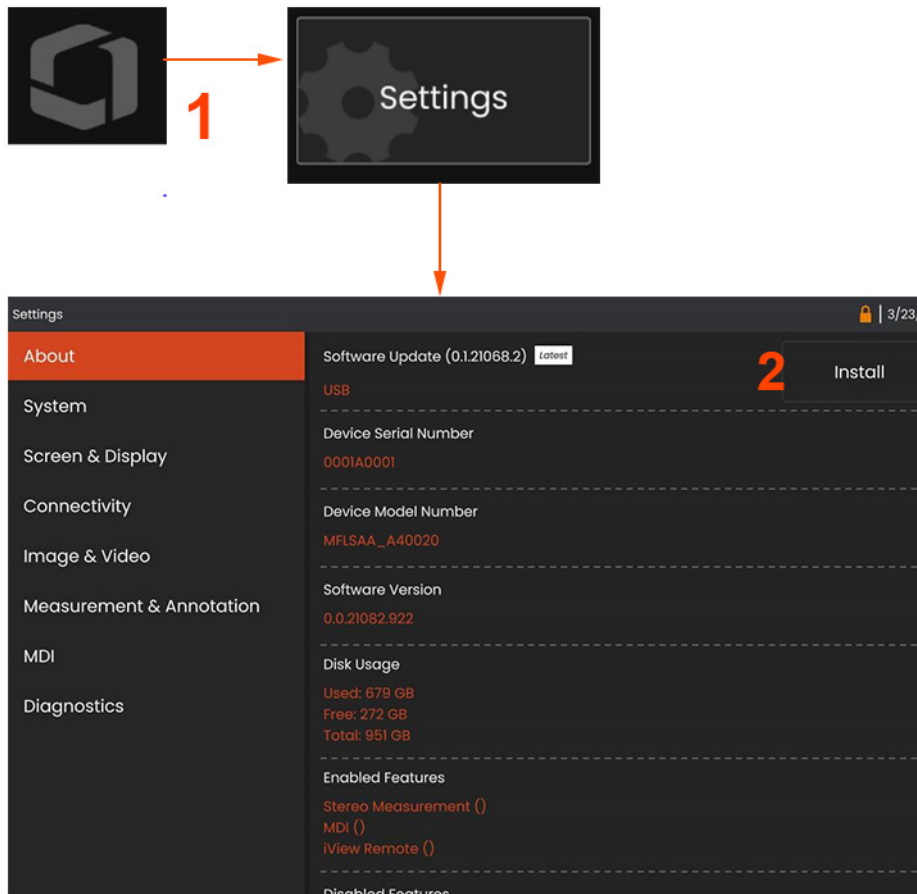 1
Settings
Settings
3/23,
About
System
Screen & Display
Connectivity
Image & Video
Measurement & Annotation
MDI
Diagnostics
Software Update (0.1.21068.2) Latest
USB
2
Install
Device Serial Number
0001A0001
Device Model Number
MFLSAA_A40020
Software Version
0.0.21082.922
Disk Usage
Used: 679 GB
Free: 272 GB
Total: 951 GB
Enabled Features
Stereo Measurement ()
MDI ()
iView Remote ()
Disabled Features